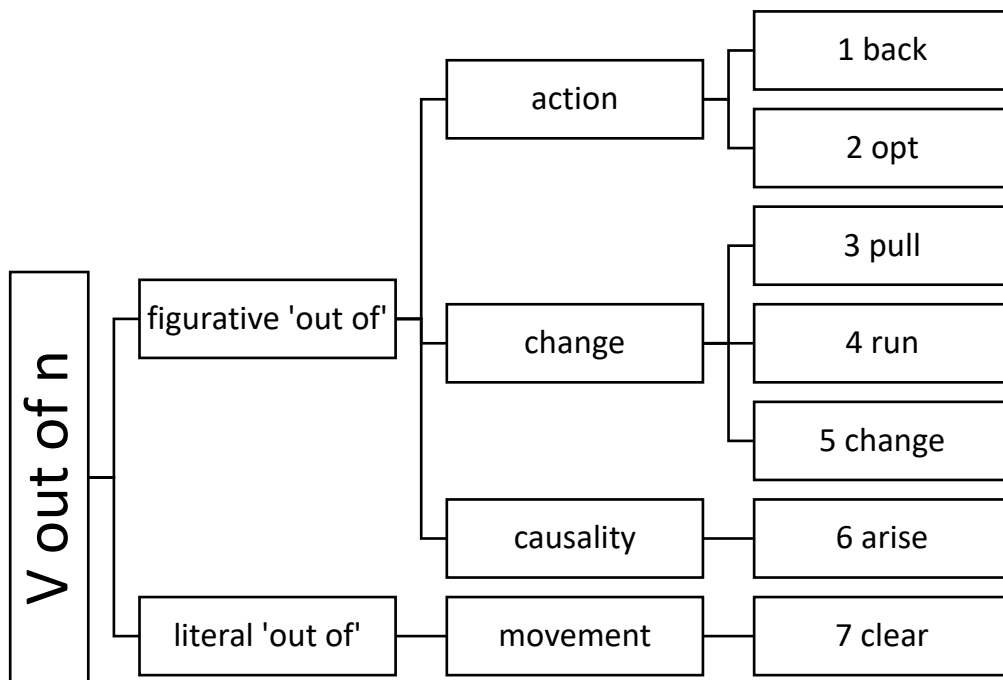 V out of n
figurative 'out of'
action
1 back
2 opt
change
3 pull
4 run
5 change
causality
6 arise
literal 'out of'
movement
7 clear